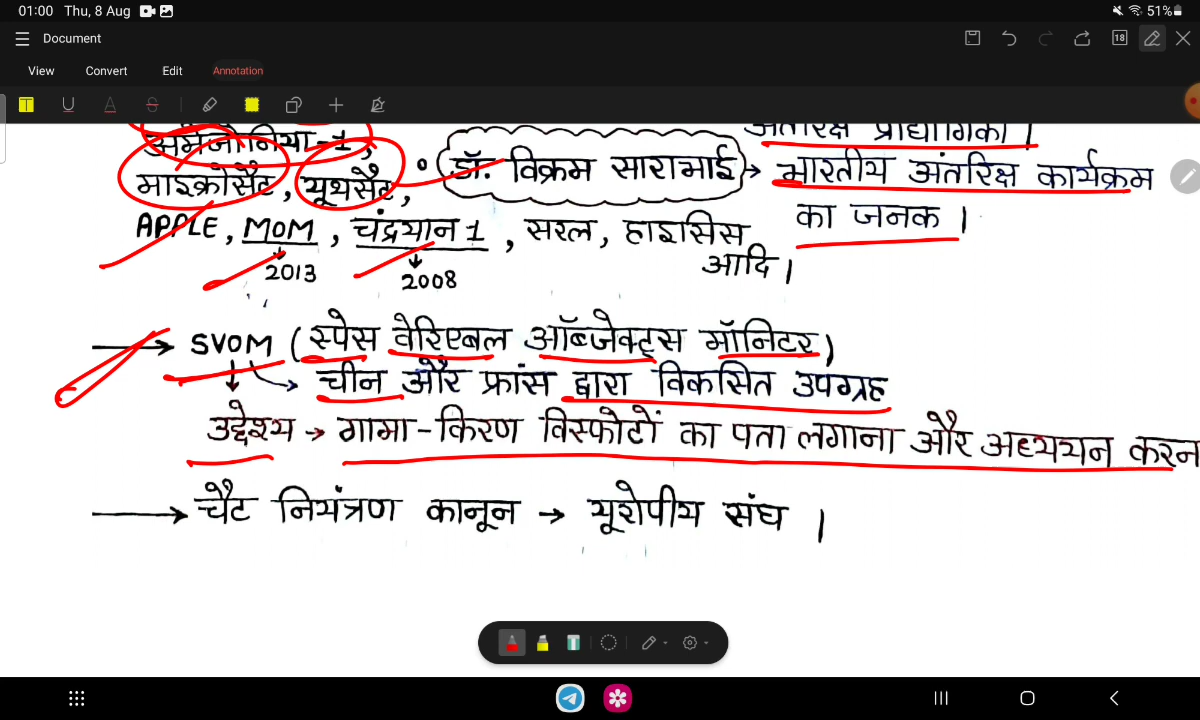 01:00 Thu, 8 Aug 51%
Document 18
View Convert Edit Annotation
अमेजोनिया-1,
अंतरिक्ष प्रौद्योगिकी।
माइक्रोसैट, यूथसैट, • (डॉ. विक्रम साराभाई) → भारतीय अंतरिक्ष कार्यक्रम
का जनक।
APPLE, MOM, चंद्रयान 1, सरल, हाइसिस
आदि।
2013
2008
→ SVOM (स्पेस वेरिएबल ऑब्जेक्ट्स मॉनिटर)
→ चीन और फ्रांस द्वारा विकसित उपग्रह
उद्देश्य → गामा-किरण विस्फोटों का पता लगाना और अध्ययन करन
→ चैट नियंत्रण कानून → यूरोपीय संघ।